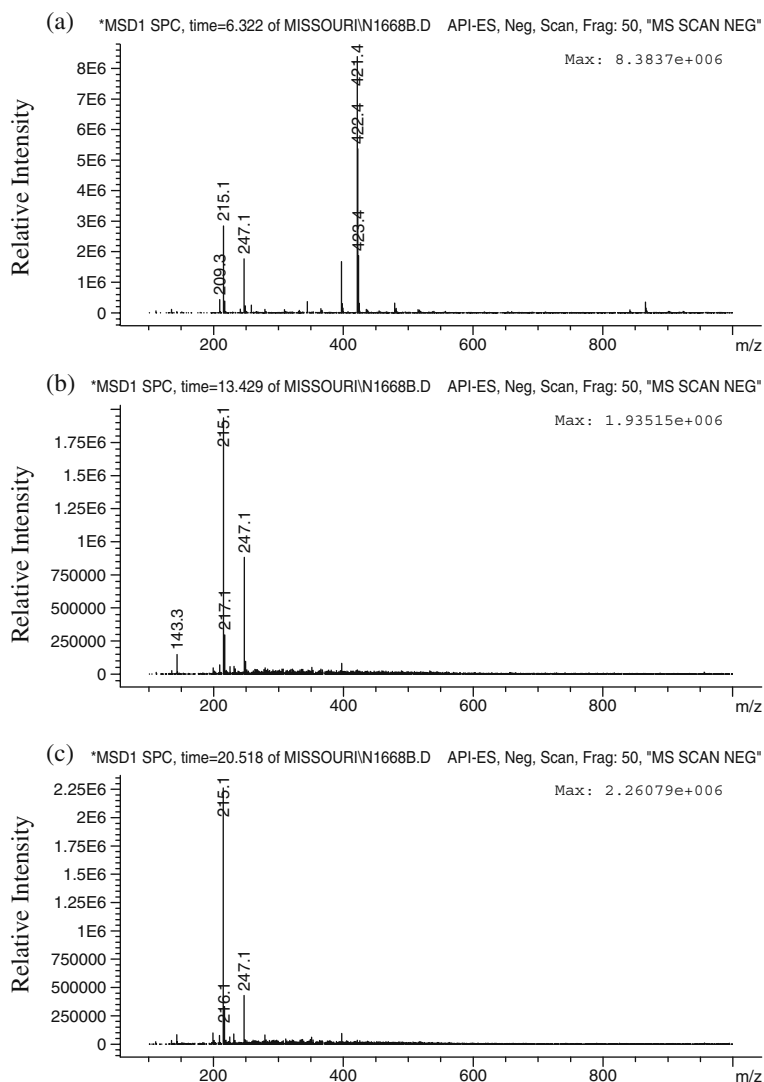 (a) *MSD1 SPC, time=6.322 of MISSOURI\N1668B.D API-ES, Neg, Scan, Frag: 50, "MS SCAN NEG"
Max: 8.3837e+006
8E6
7E6
6E6
5E6
4E6
3E6
2E6
1E6
0
Relative Intensity
209.3
215.1
247.1
421.4
422.4
423.4
200 400 600 800 m/z
(b) *MSD1 SPC, time=13.429 of MISSOURI\N1668B.D API-ES, Neg, Scan, Frag: 50, "MS SCAN NEG"
Max: 1.93515e+006
1.75E6
1.5E6
1.25E6
1E6
750000
500000
250000
0
Relative Intensity
143.3
215.1
217.1
247.1
200 400 600 800 m/z
(c) *MSD1 SPC, time=20.518 of MISSOURI\N1668B.D API-ES, Neg, Scan, Frag: 50, "MS SCAN NEG"
Max: 2.26079e+006
2.25E6
2E6
1.75E6
1.5E6
1.25E6
1E6
750000
500000
250000
0
Relative Intensity
215.1
216.1
247.1
200 400 600 800 m/z